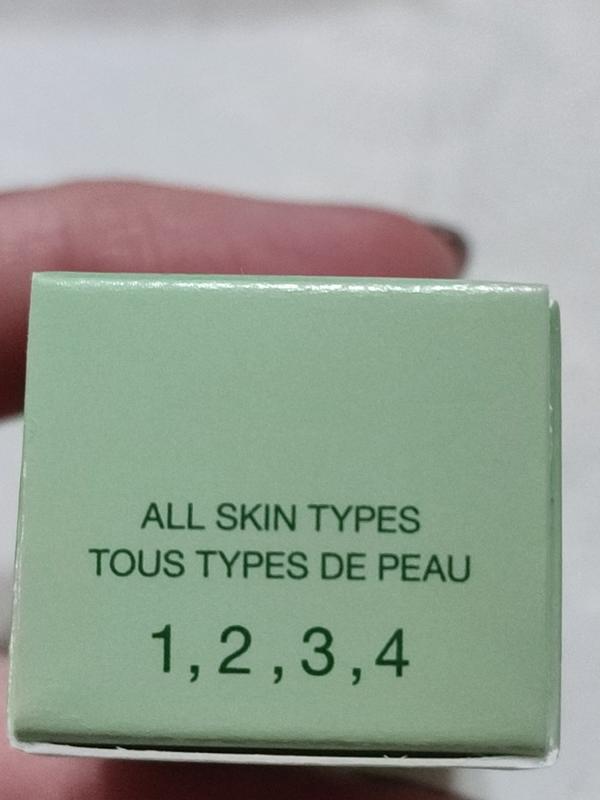 ALL SKIN TYPES
TOUS TYPES DE PEAU
1, 2, 3, 4